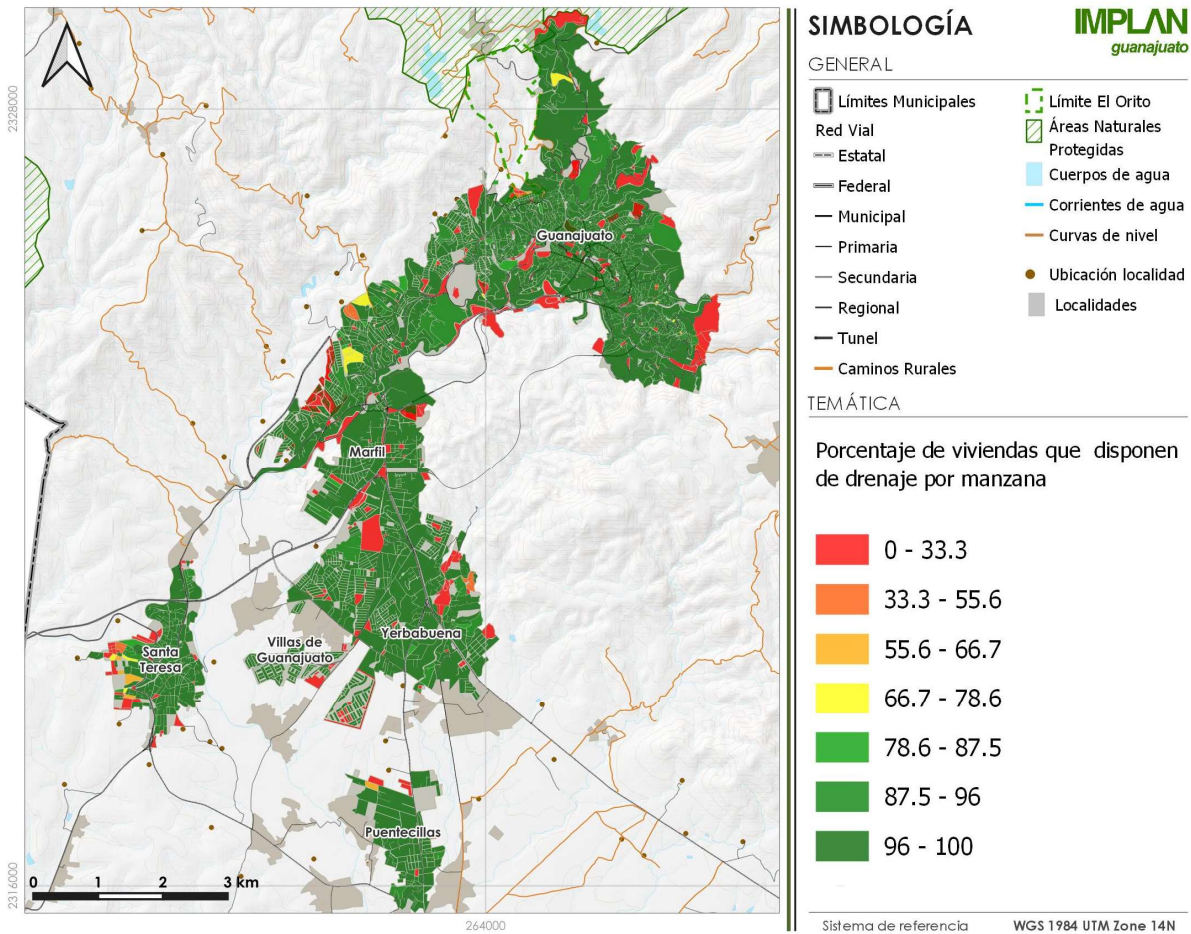 2328000
2316000
264000
Guanajuato
Marfil
Santa
Teresa
Villas de
Guanajuato
Yerbabuena
Puentecillas
0 1 2 3 km
SIMBOLOGÍA
IMPLAN
guanajuato
GENERAL
Límites Municipales
Red Vial
Estatal
Federal
Municipal
Primaria
Secundaria
Regional
Tunel
Caminos Rurales
Límite El Orito
Áreas Naturales
Protegidas
Cuerpos de agua
Corrientes de agua
Curvas de nivel
Ubicación localidad
Localidades
TEMÁTICA
Porcentaje de viviendas que disponen
de drenaje por manzana
0 - 33.3
33.3 - 55.6
55.6 - 66.7
66.7 - 78.6
78.6 - 87.5
87.5 - 96
96 - 100
Sistema de referencia WGS 1984 UTM Zone 14N